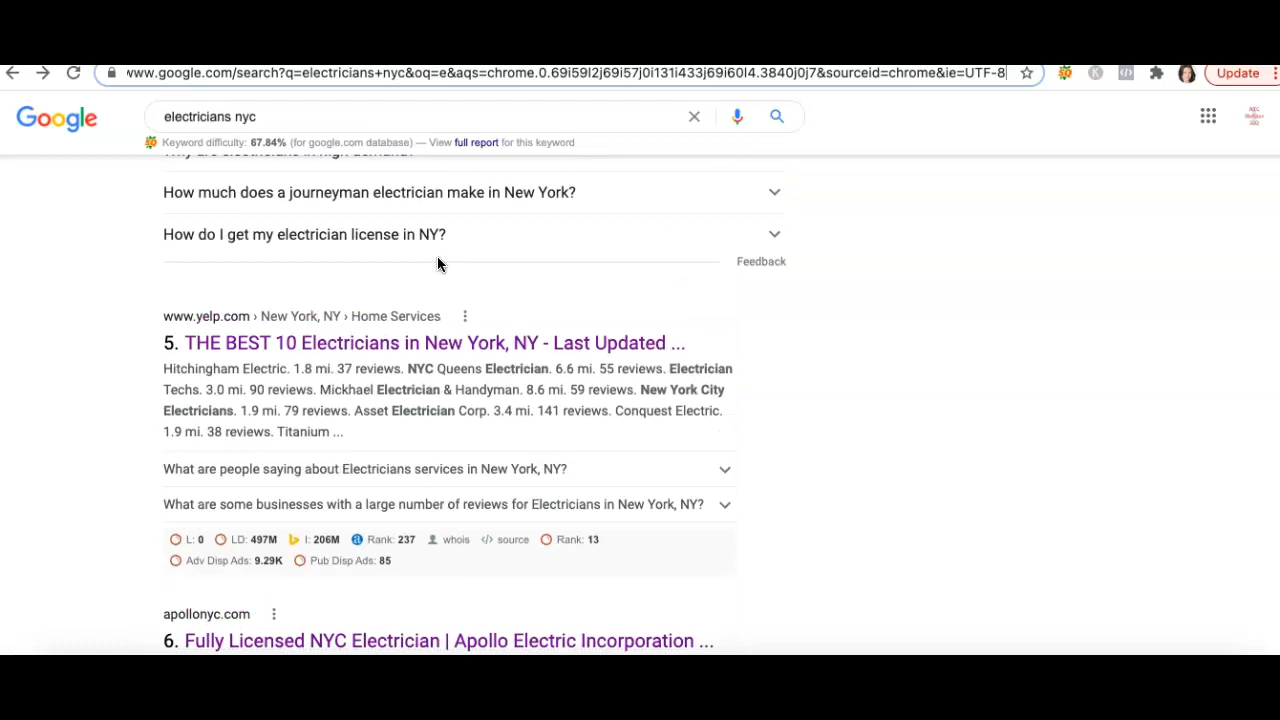 www.google.com/search?q=electricians+nyc&oq=e&aqs=chrome.0.69i59l2j69i57j0i131i433j69i60l4.3840j0j7&sourceid=chrome&ie=UTF-8
Update
Google
electricians nyc
Keyword difficulty: 67.84% (for google.com database) — View full report for this keyword
Why are electricians in high demand?
How much does a journeyman electrician make in New York?
How do I get my electrician license in NY?
Feedback
www.yelp.com › New York, NY › Home Services
5. THE BEST 10 Electricians in New York, NY - Last Updated ...
Hitchingham Electric. 1.8 mi. 37 reviews. NYC Queens Electrician. 6.6 mi. 55 reviews. Electrician
Techs. 3.0 mi. 90 reviews. Mickhael Electrician & Handyman. 8.6 mi. 59 reviews. New York City
Electricians. 1.9 mi. 79 reviews. Asset Electrician Corp. 3.4 mi. 141 reviews. Conquest Electric.
1.9 mi. 38 reviews. Titanium ...
What are people saying about Electricians services in New York, NY?
What are some businesses with a large number of reviews for Electricians in New York, NY?
L: 0 LD: 497M I: 206M Rank: 237 whois source Rank: 13
Adv Disp Ads: 9.29K Pub Disp Ads: 85
apollonyc.com
6. Fully Licensed NYC Electrician | Apollo Electric Incorporation ...